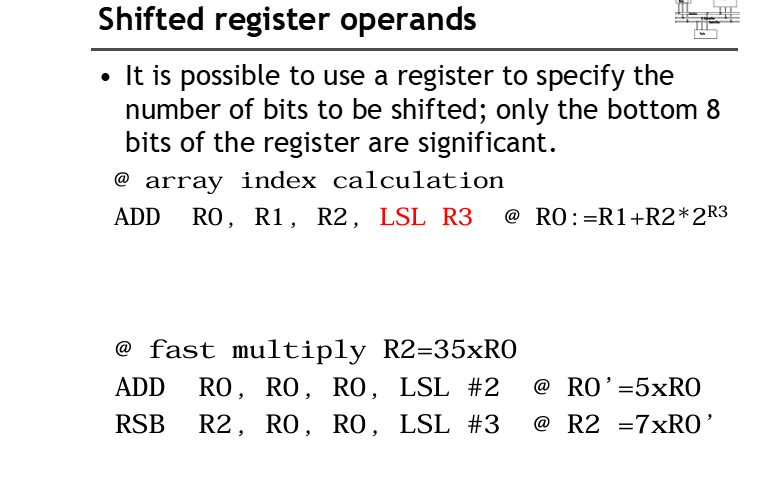 Shifted register operands
• It is possible to use a register to specify the
number of bits to be shifted; only the bottom 8
bits of the register are significant.
@ array index calculation
ADD R0, R1, R2, LSL R3 @ R0:=R1+R2*2^R3
@ fast multiply R2=35xR0
ADD R0, R0, R0, LSL #2 @ R0'=5xR0
RSB R2, R0, R0, LSL #3 @ R2 =7xR0'